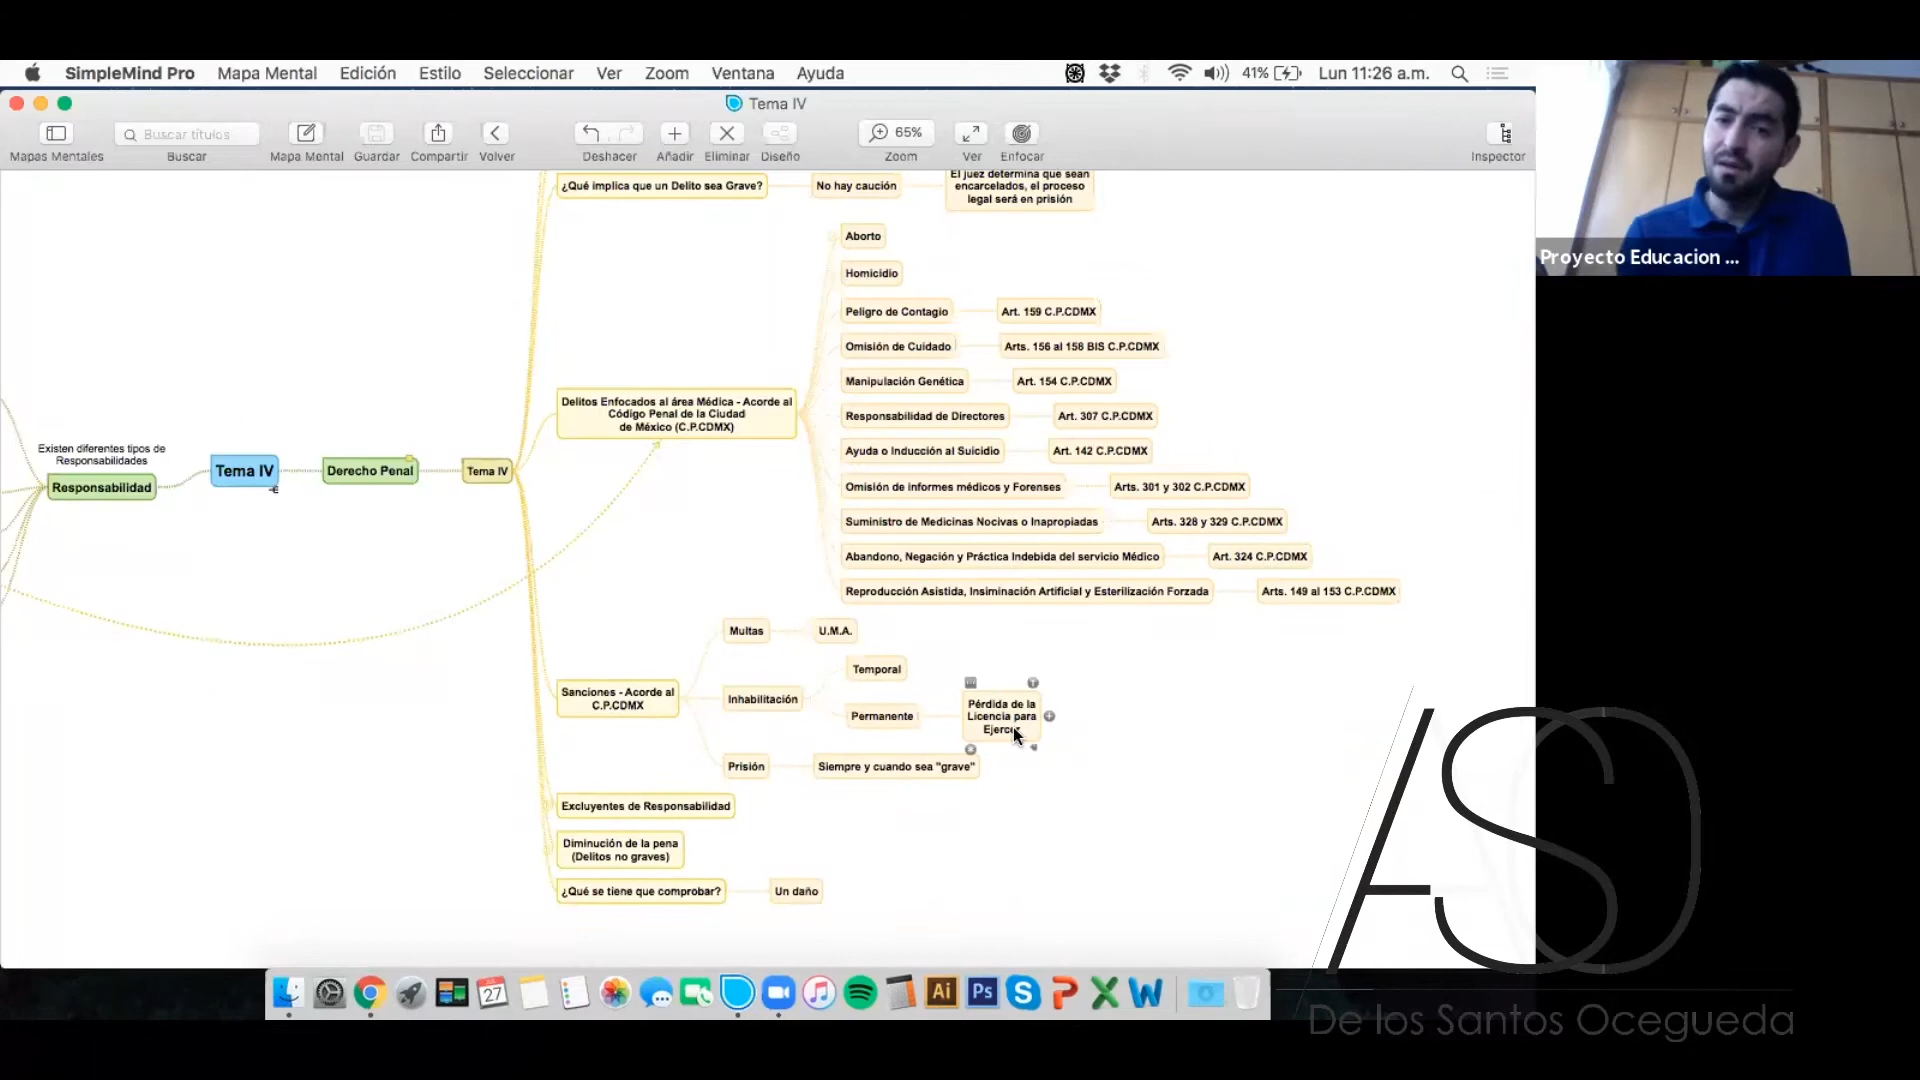 SimpleMind Pro Mapa Mental Edición Estilo Seleccionar Ver Zoom Ventana Ayuda 41% Lun 11:26 a.m.
Tema IV
Buscar títulos
65%
Mapas Mentales Buscar Mapa Mental Guardar Compartir Volver Deshacer Añadir Eliminar Diseño Zoom Ver Enfocar Inspector
Proyecto Educacion ...
¿Qué implica que un Delito sea Grave?
No hay caución
El juez determina que sean
encarcelados, el proceso
legal será en prisión
Aborto
Homicidio
Peligro de Contagio Art. 159 C.P.CDMX
Omisión de Cuidado Arts. 156 al 158 BIS C.P.CDMX
Manipulación Genética Art. 154 C.P.CDMX
Delitos Enfocados al área Médica - Acorde al
Código Penal de la Ciudad
de México (C.P.CDMX)
Responsabilidad de Directores Art. 307 C.P.CDMX
Ayuda o Inducción al Suicidio Art. 142 C.P.CDMX
Existen diferentes tipos de
Responsabilidades
Responsabilidad
Tema IV
Derecho Penal
Tema IV
Omisión de informes médicos y Forenses Arts. 301 y 302 C.P.CDMX
Suministro de Medicinas Nocivas o Inapropiadas Arts. 328 y 329 C.P.CDMX
Abandono, Negación y Práctica Indebida del servicio Médico Art. 324 C.P.CDMX
Reproducción Asistida, Insiminación Artificial y Esterilización Forzada Arts. 149 al 153 C.P.CDMX
Multas U.M.A.
Sanciones - Acorde al
C.P.CDMX
Inhabilitación
Temporal
Permanente
Pérdida de la
Licencia para
Ejercer
Prisión Siempre y cuando sea "grave"
Excluyentes de Responsabilidad
Diminución de la pena
(Delitos no graves)
¿Qué se tiene que comprobar? Un daño
27
Ai Ps
ASO
De los Santos Ocegueda